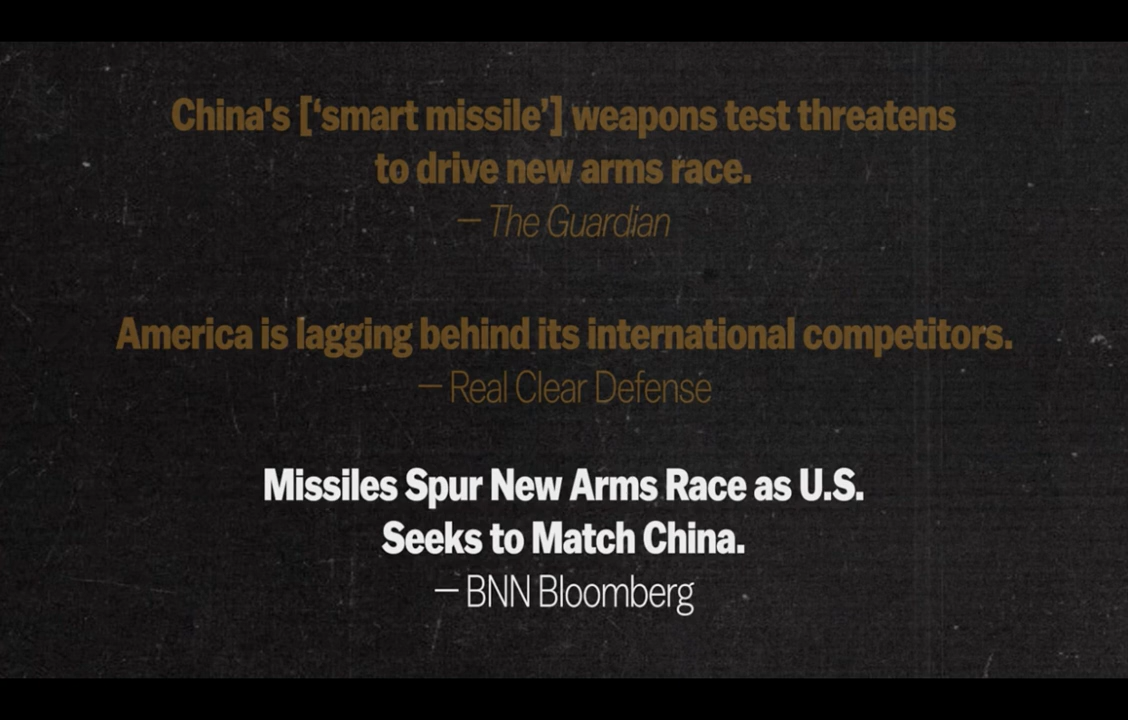 China's [‘smart missile’] weapons test threatens
to drive new arms race.
— The Guardian
America is lagging behind its international competitors.
— Real Clear Defense
Missiles Spur New Arms Race as U.S.
Seeks to Match China.
— BNN Bloomberg